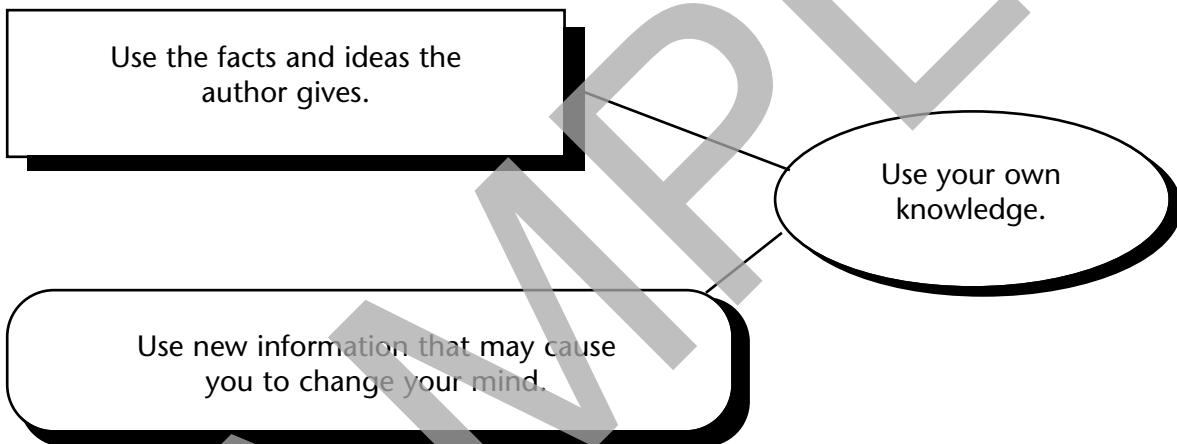 Use the facts and ideas the
author gives.
Use your own
knowledge.
Use new information that may cause
you to change your mind.